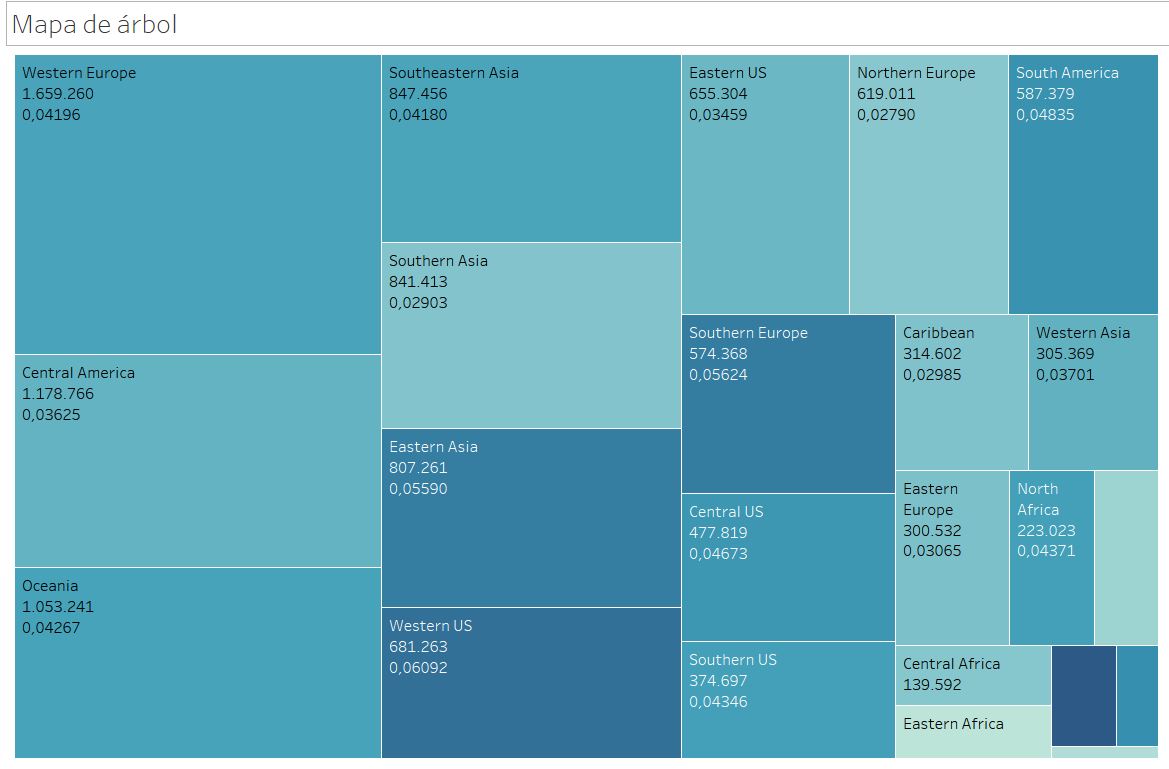 Mapa de árbol
Western Europe
1.659.260
0,04196
Central America
1.178.766
0,03625
Oceania
1.053.241
0,04267
Southeastern Asia
847.456
0,04180
Southern Asia
841.413
0,02903
Eastern Asia
807.261
0,05590
Western US
681.263
0,06092
Eastern US
655.304
0,03459
Northern Europe
619.011
0,02790
South America
587.379
0,04835
Southern Europe
574.368
0,05624
Central US
477.819
0,04673
Southern US
374.697
0,04346
Caribbean
314.602
0,02985
Western Asia
305.369
0,03701
Eastern
Europe
300.532
0,03065
North
Africa
223.023
0,04371
Central Africa
139.592
Eastern Africa